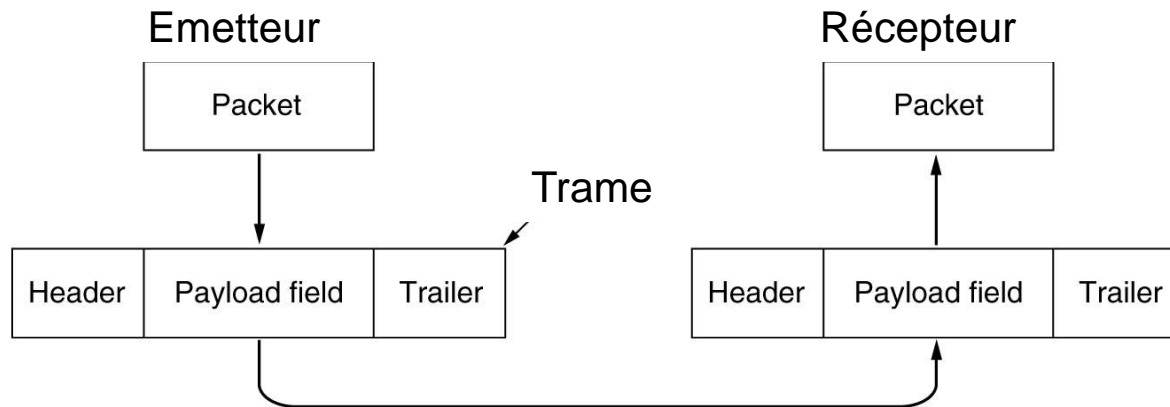 Emetteur Récepteur
Packet Packet
Trame
Header Payload field Trailer Header Payload field Trailer